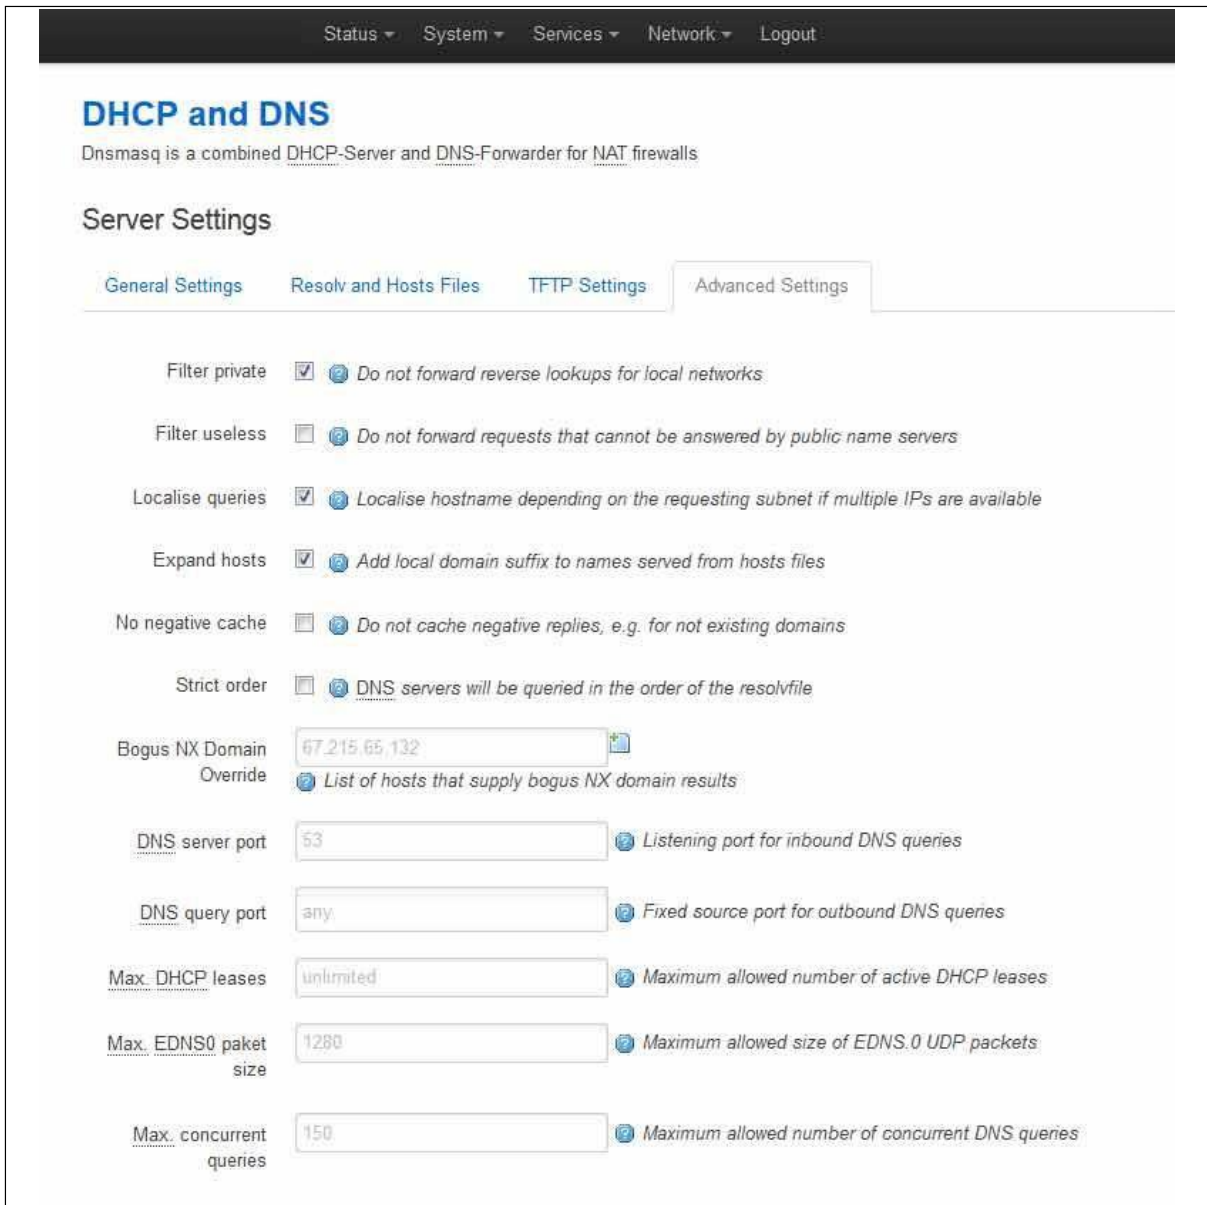 Status System Services Network Logout
DHCP and DNS
Dnsmasq is a combined DHCP-Server and DNS-Forwarder for NAT firewalls
Server Settings
General Settings Resolv and Hosts Files TFTP Settings Advanced Settings
Filter private Do not forward reverse lookups for local networks
Filter useless Do not forward requests that cannot be answered by public name servers
Localise queries Localise hostname depending on the requesting subnet if multiple IPs are available
Expand hosts Add local domain suffix to names served from hosts files
No negative cache Do not cache negative replies, e.g. for not existing domains
Strict order DNS servers will be queried in the order of the resolvfile
Bogus NX Domain 67.215.65.132
Override List of hosts that supply bogus NX domain results
DNS server port 53 Listening port for inbound DNS queries
DNS query port any Fixed source port for outbound DNS queries
Max. DHCP leases unlimited Maximum allowed number of active DHCP leases
Max. EDNS0 paket 1280 Maximum allowed size of EDNS.0 UDP packets
size
Max. concurrent 150 Maximum allowed number of concurrent DNS queries
queries